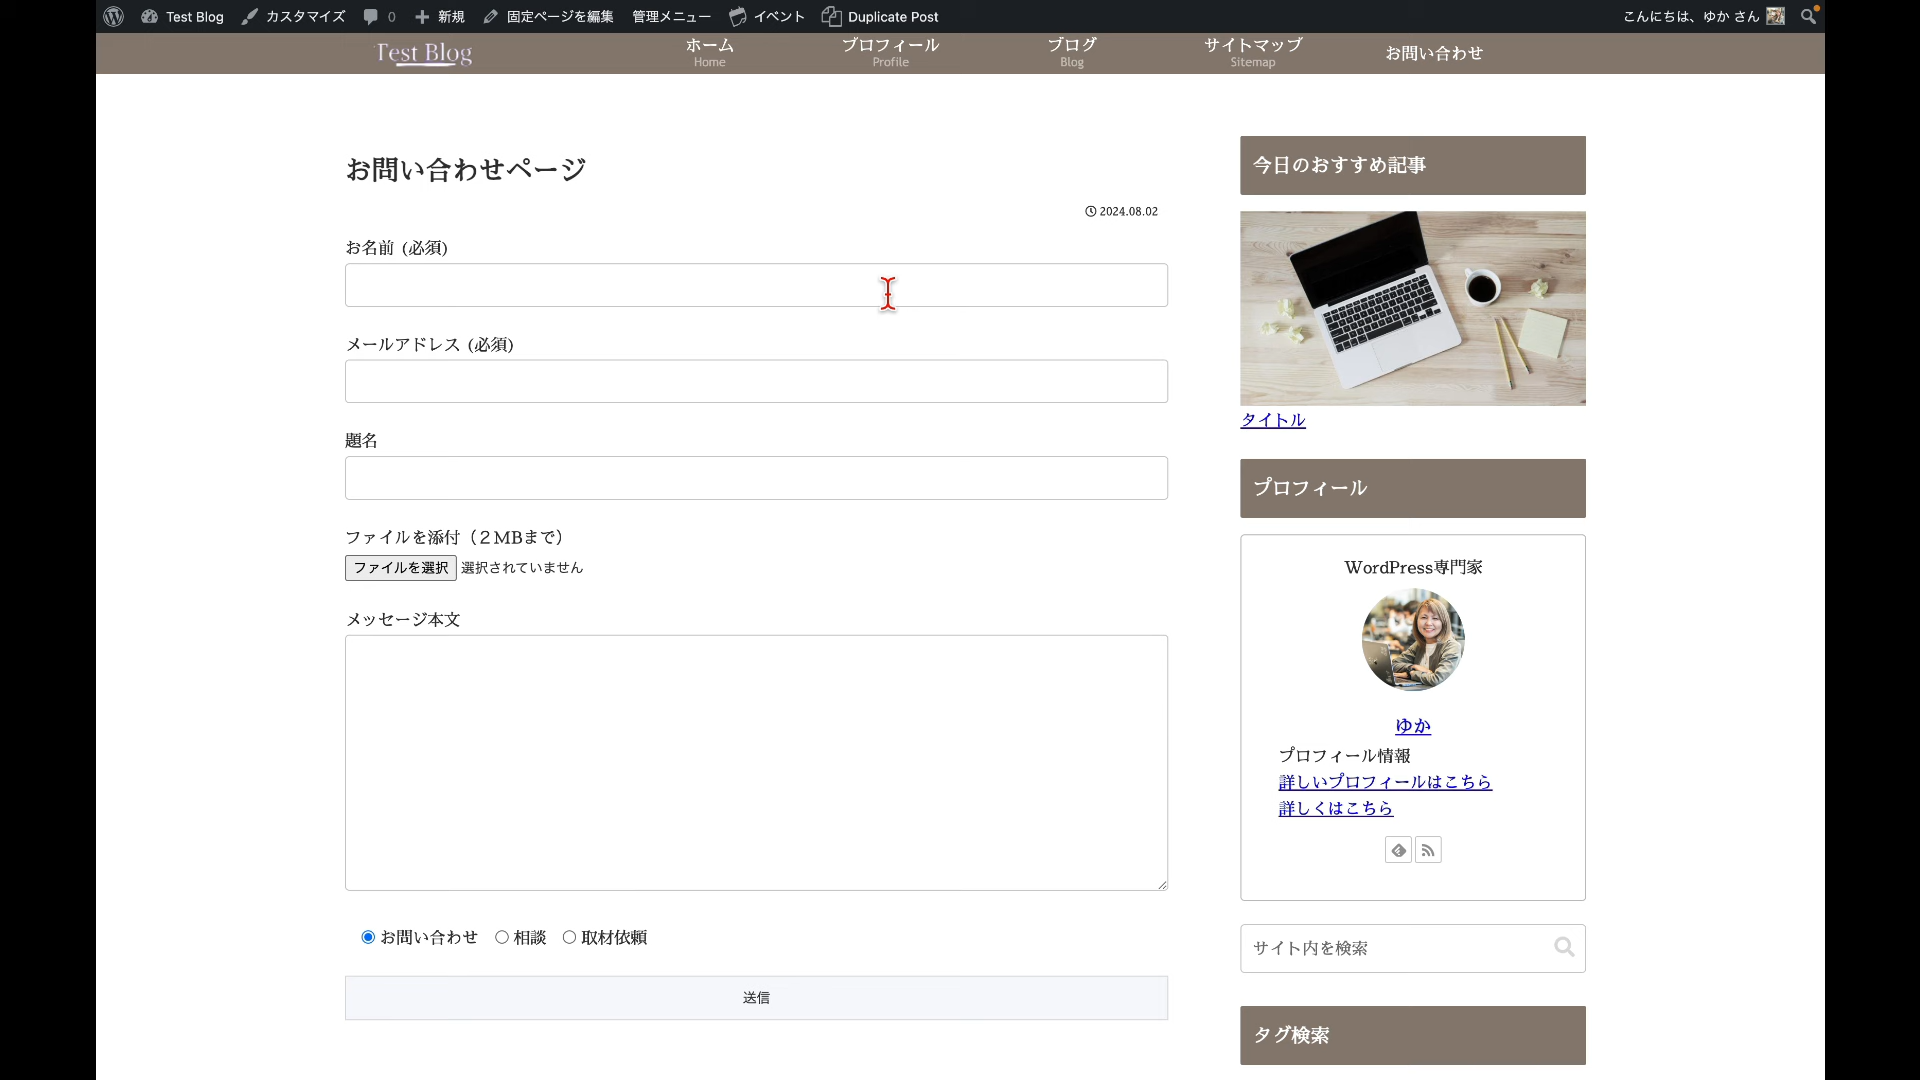 Test Blog カスタマイズ 0 新規 固定ページを編集 管理メニュー イベント Duplicate Post こんにちは、ゆか さん
Test Blog
ホーム
Home
プロフィール
Profile
ブログ
Blog
サイトマップ
Sitemap
お問い合わせ
お問い合わせページ
2024.08.02
お名前 (必須)
メールアドレス (必須)
題名
ファイルを添付（２MBまで）
ファイルを選択 選択されていません
メッセージ本文
お問い合わせ 相談 取材依頼
送信
今日のおすすめ記事
タイトル
プロフィール
WordPress専門家
ゆか
プロフィール情報
詳しいプロフィールはこちら
詳しくはこちら
サイト内を検索
タグ検索